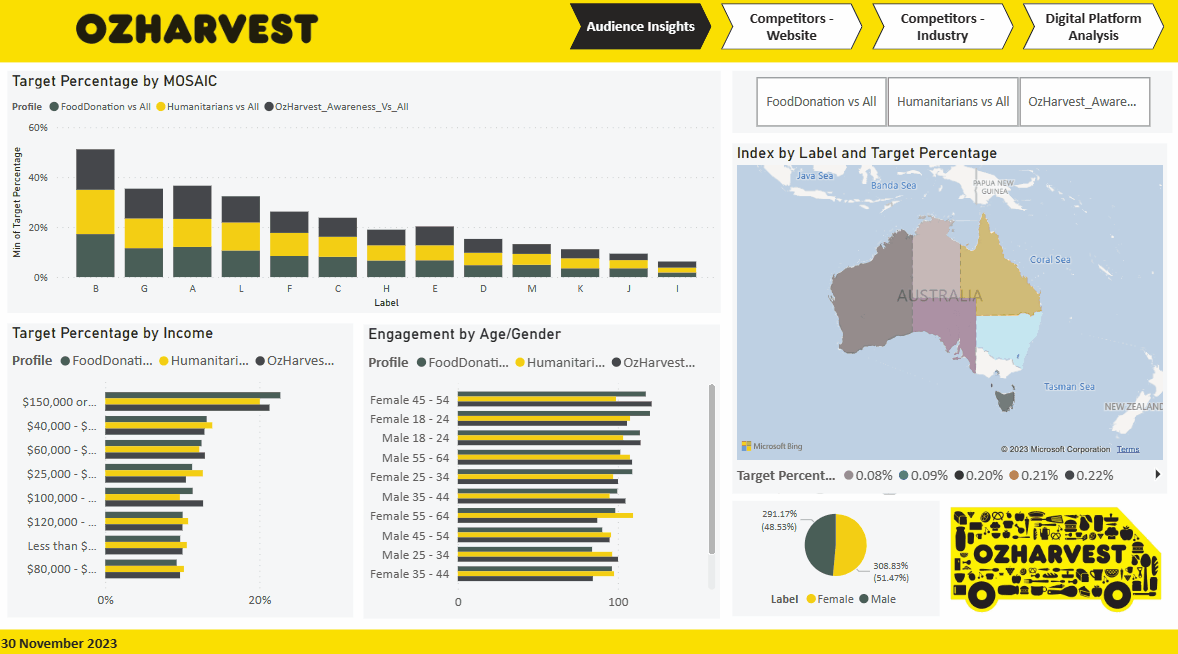 OZHARVEST
Audience Insights
Competitors -
Website
Competitors -
Industry
Digital Platform
Analysis
Target Percentage by MOSAIC
Profile FoodDonation vs All Humanitarians vs All OzHarvest_Awareness_Vs_All
60%
40%
20%
0%
Min of Target Percentage
B G A L F C H E D M K J I
Label
FoodDonation vs All Humanitarians vs All OzHarvest_Aware...
Index by Label and Target Percentage
Java Sea
Banda Sea
PAPUA NEW
GUINEA
Coral Sea
AUSTRALIA
Tasman Sea
NEW ZEALAND
Microsoft Bing
© 2023 Microsoft Corporation Terms
Target Percent... 0.08% 0.09% 0.20% 0.21% 0.22%
Target Percentage by Income
Profile FoodDonati... Humanitari... OzHarves...
$150,000 or...
$40,000 - $...
$60,000 - $...
$25,000 - $...
$100,000 - ...
$120,000 - ...
Less than $...
$80,000 - $...
0% 20%
Engagement by Age/Gender
Profile FoodDonati... Humanitari... OzHarvest...
Female 45 - 54
Female 18 - 24
Male 18 - 24
Male 55 - 64
Female 25 - 34
Male 35 - 44
Female 55 - 64
Male 45 - 54
Male 25 - 34
Female 35 - 44
0 100
291.17%
(48.53%)
308.83%
(51.47%)
Label Female Male
OZHARVEST
30 November 2023